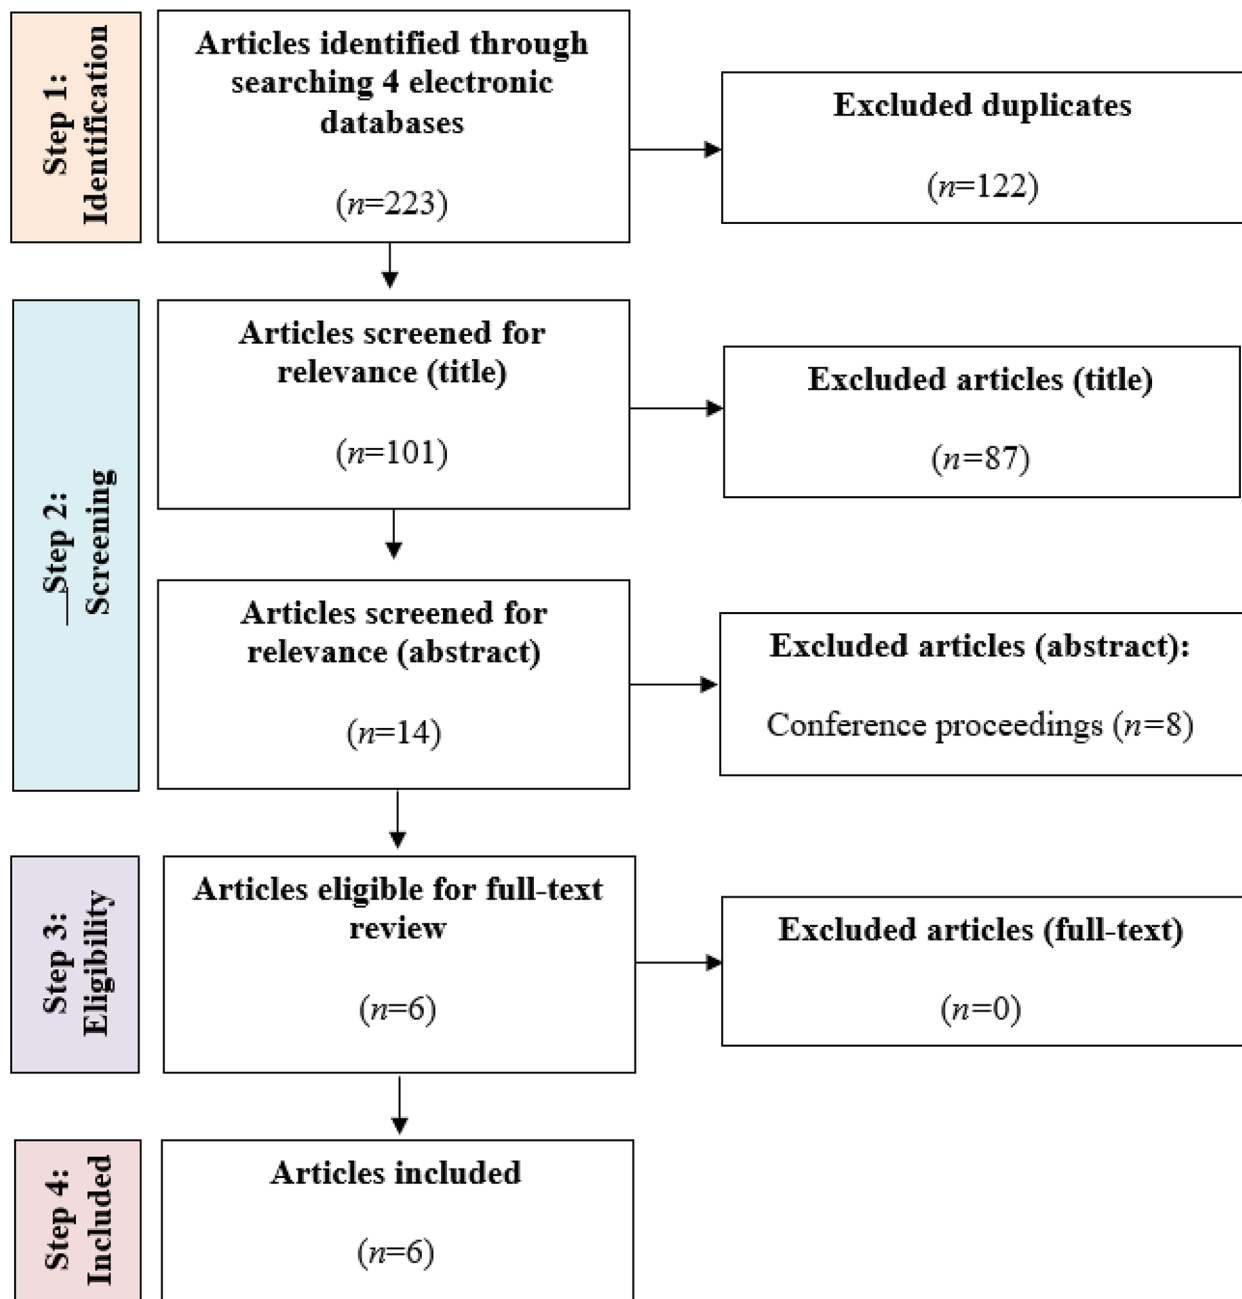 Step 1:
Identification
Articles identified through
searching 4 electronic
databases
(n=223)
Excluded duplicates
(n=122)
Step 2:
Screening
Articles screened for
relevance (title)
(n=101)
Excluded articles (title)
(n=87)
Articles screened for
relevance (abstract)
(n=14)
Excluded articles (abstract):
Conference proceedings (n=8)
Step 3:
Eligibility
Articles eligible for full-text
review
(n=6)
Excluded articles (full-text)
(n=0)
Step 4:
Included
Articles included
(n=6)